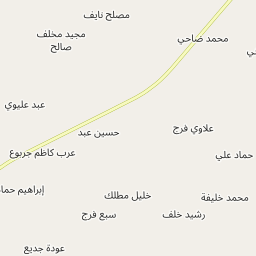 مصلح نايف
مجيد مخلف
صالح
محمد ضاحي
عبد عليوي
علاوي فرج
حسين عبد
عرب كاظم جربوع
حماد علي
إبراهيم حماد
خليل مطلك
محمد خليفة
سبع فرج
رشيد خلف
عودة جديع